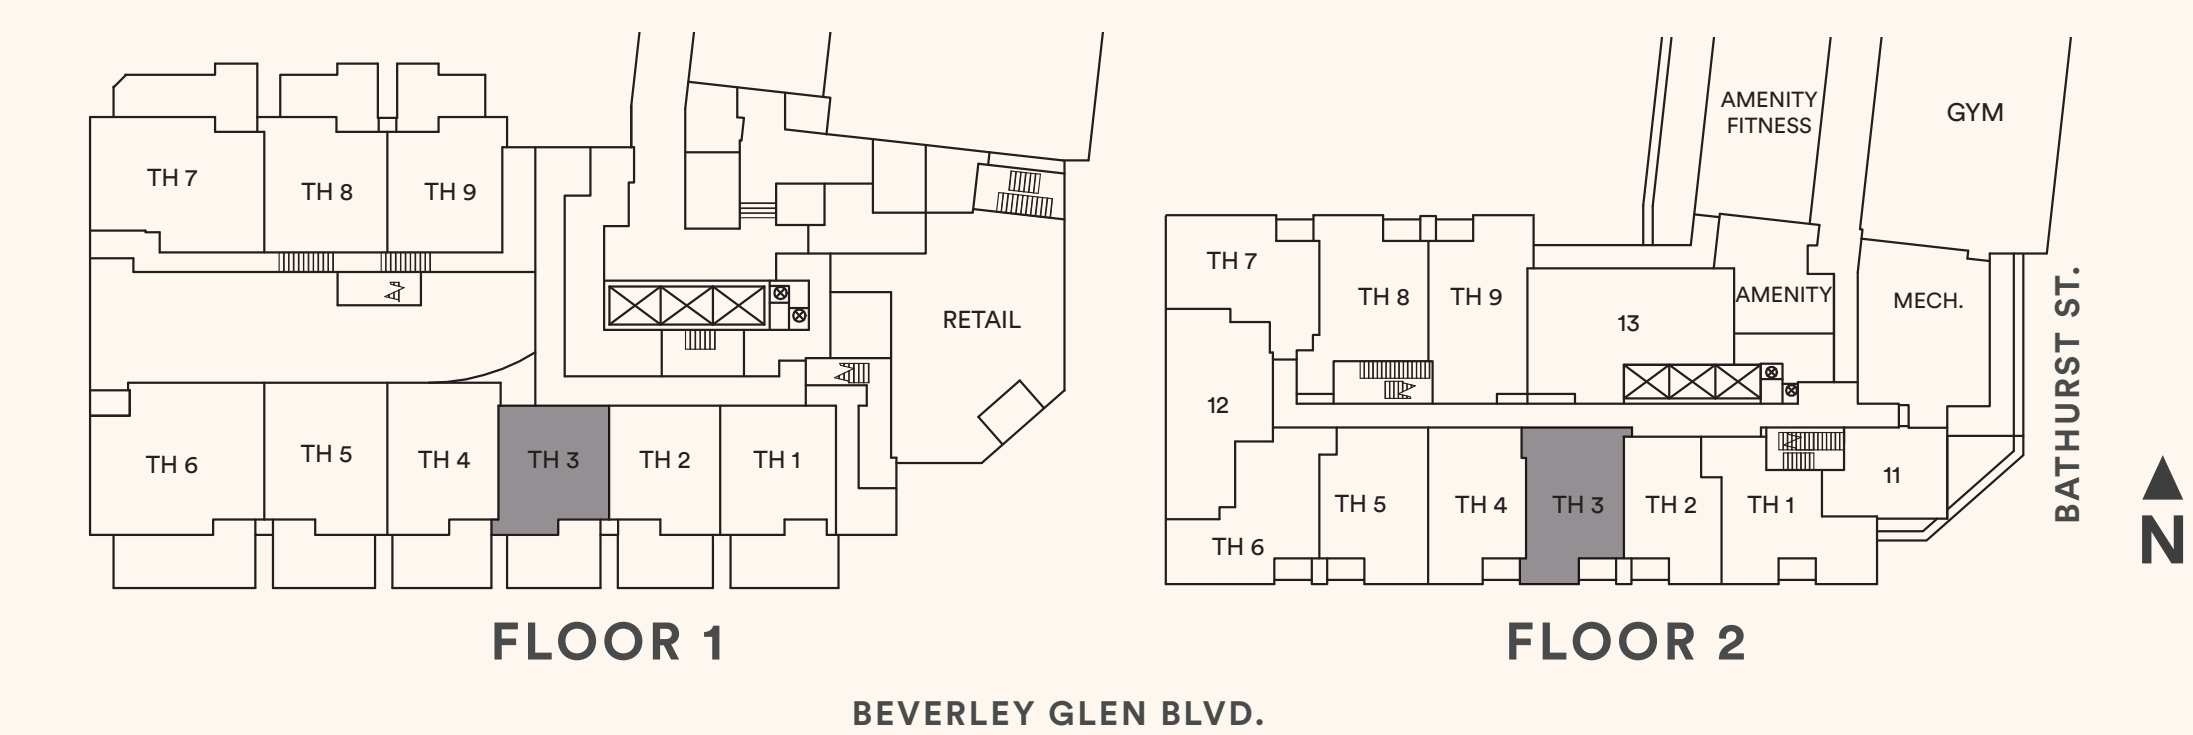 TH 7
TH 8
TH 9
RETAIL
TH 6
TH 5
TH 4
TH 3
TH 2
TH 1
FLOOR 1
AMENITY
FITNESS
GYM
TH 7
TH 8
TH 9
13
AMENITY
MECH.
12
TH 6
TH 5
TH 4
TH 3
TH 2
TH 1
11
FLOOR 2
BATHURST ST.
N
BEVERLEY GLEN BLVD.